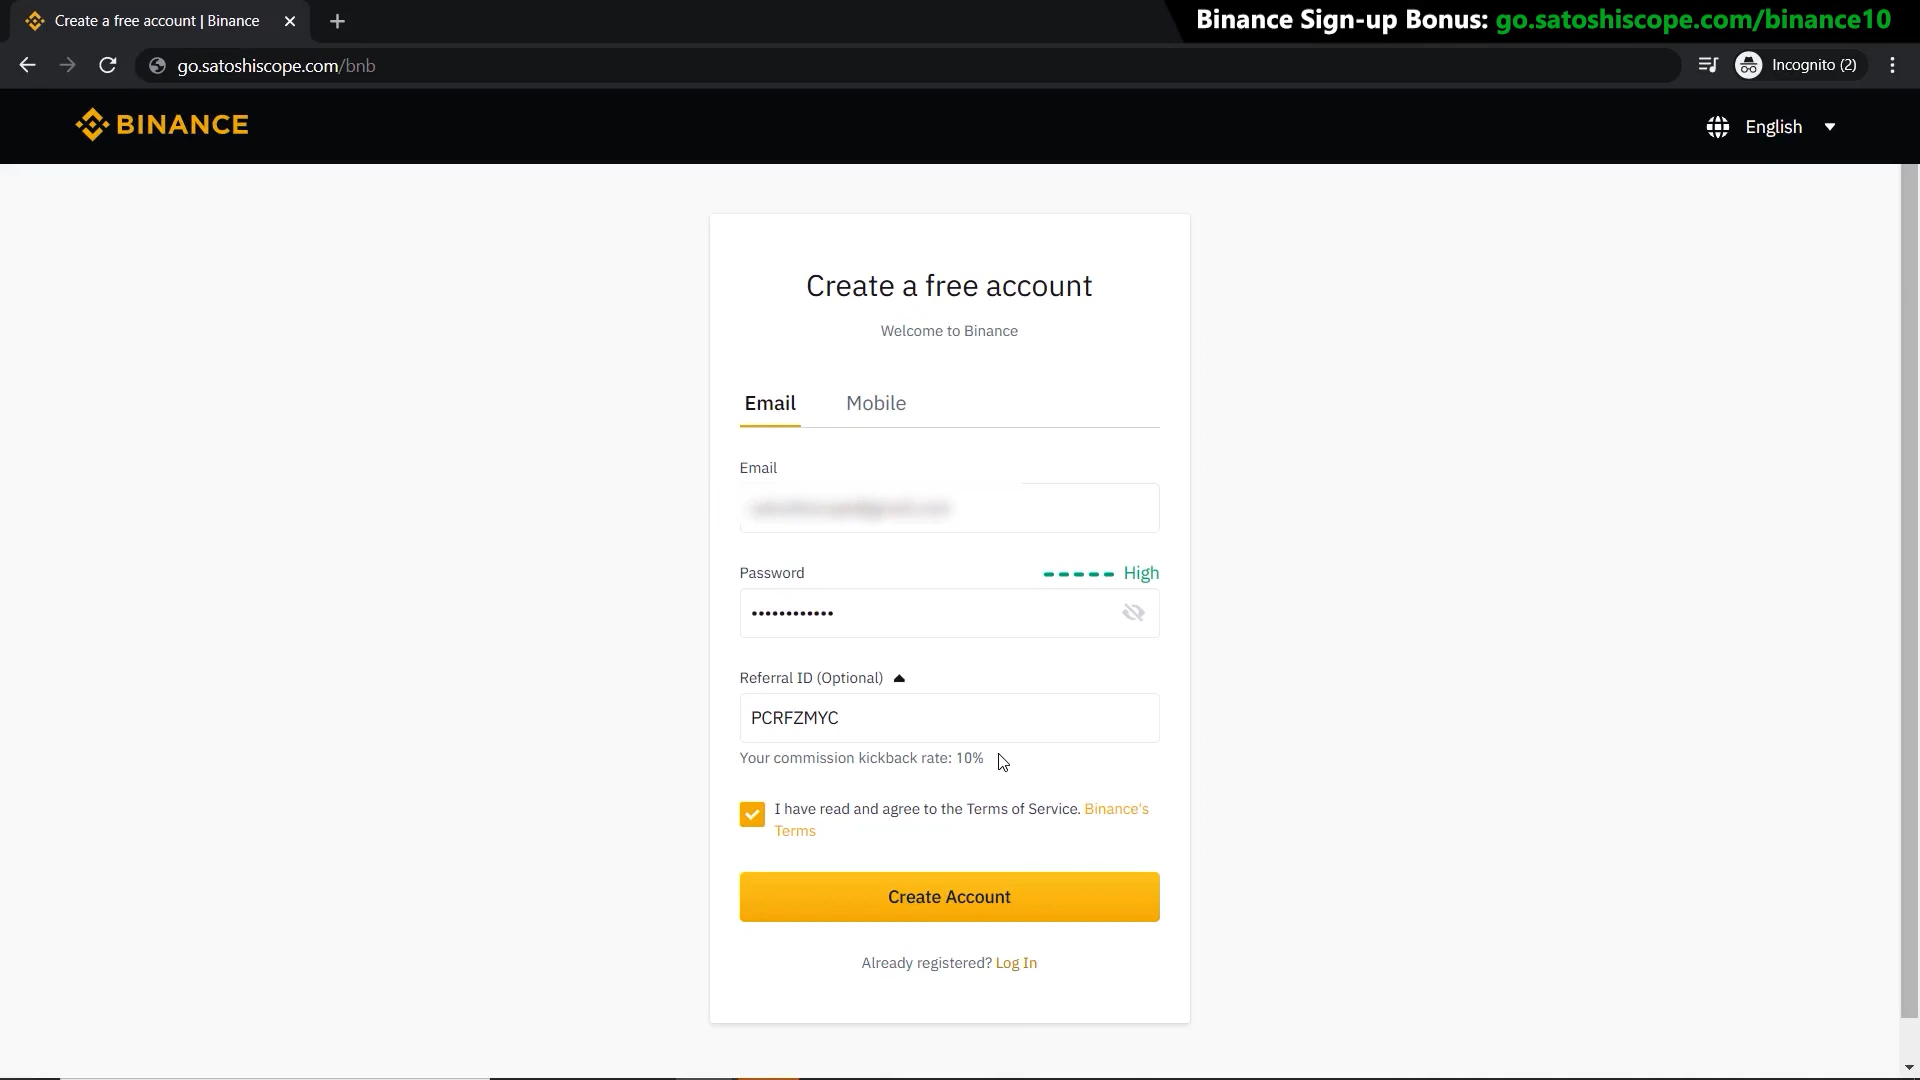 Create a free account | Binance
Binance Sign-up Bonus: go.satoshiscope.com/binance10
go.satoshiscope.com/bnb
Incognito (2)
BINANCE
English
Create a free account
Welcome to Binance
Email Mobile
Email
Password High
••••••••••••
Referral ID (Optional)
PCRFZMYC
Your commission kickback rate: 10%
I have read and agree to the Terms of Service. Binance's
Terms
Create Account
Already registered? Log In